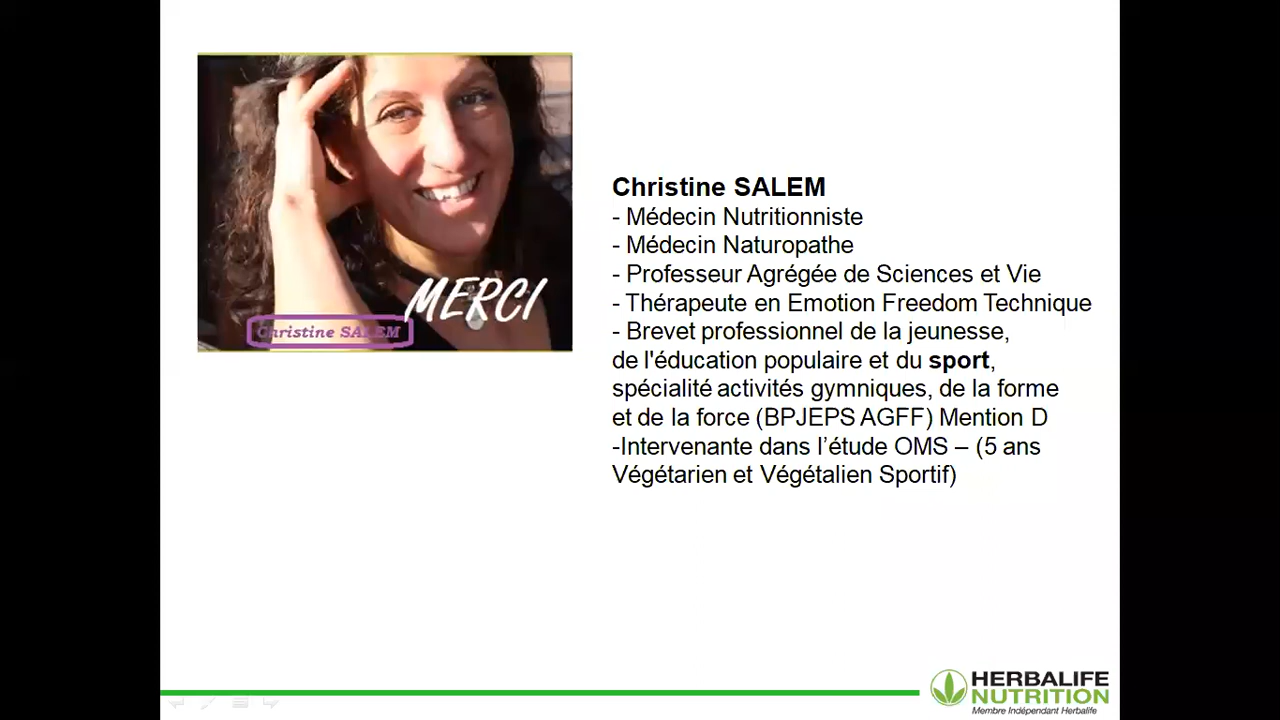 MERCI
Christine SALEM
Christine SALEM
- Médecin Nutritionniste
- Médecin Naturopathe
- Professeur Agrégée de Sciences et Vie
- Thérapeute en Emotion Freedom Technique
- Brevet professionnel de la jeunesse,
de l'éducation populaire et du sport,
spécialité activités gymniques, de la forme
et de la force (BPJEPS AGFF) Mention D
-Intervenante dans l’étude OMS – (5 ans
Végétarien et Végétalien Sportif)
HERBALIFE
NUTRITION
Membre Indépendant Herbalife